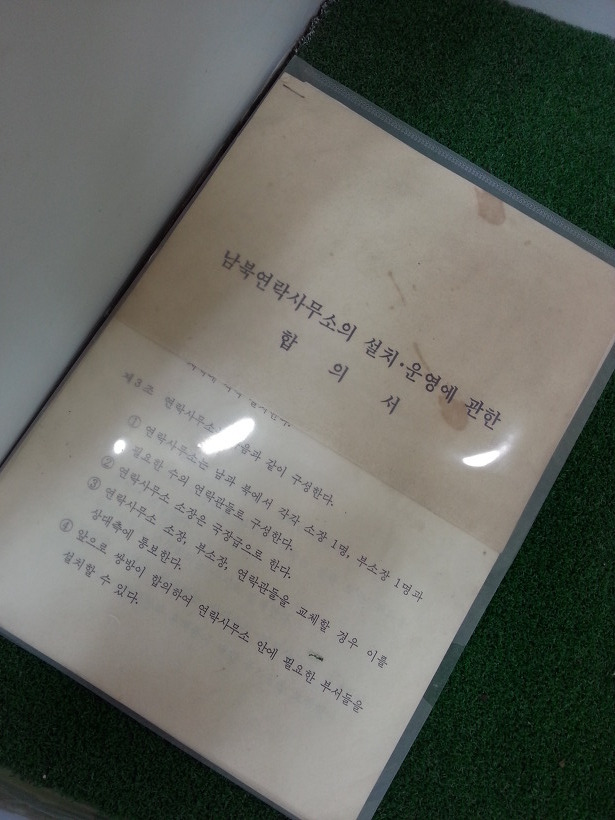 남북연락사무소의 설치·운영에 관한
합 의 서
제3조 연락사무소는 다음과 같이 구성한다.
① 연락사무소는 남과 북에서 각각 소장 1명, 부소장 1명과
필요한 수의 연락관들로 구성한다.
② 연락사무소 소장은 국장급으로 한다.
③ 연락사무소 소장, 부소장, 연락관들을 교체할 경우 이를
상대측에 통보한다.
④ 앞으로 쌍방이 합의하여 연락사무소 안에 필요한 부서들을
설치할 수 있다.